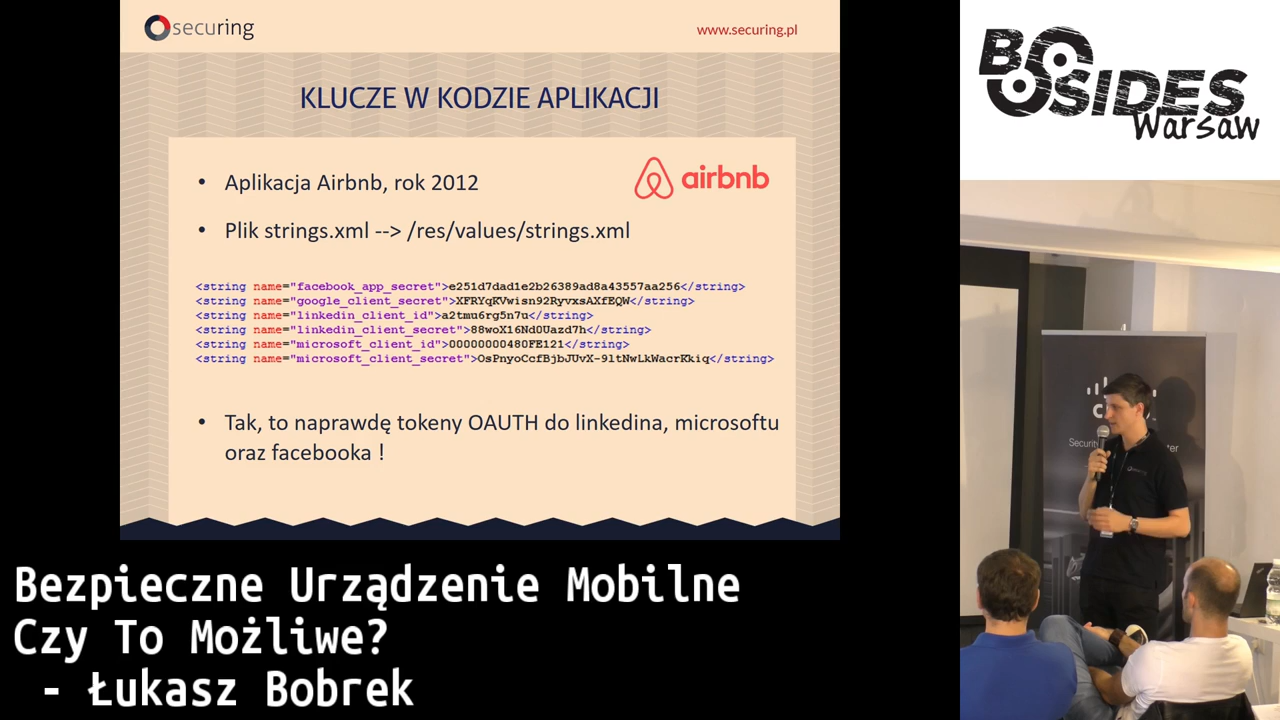 securing
www.securing.pl
KLUCZE W KODZIE APLIKACJI
• Aplikacja Airbnb, rok 2012
airbnb
• Plik strings.xml --> /res/values/strings.xml
<string name="facebook_app_secret">e251d7dad1e2b26389ad8a43557aa256</string>
<string name="google_client_secret">XFRYqKVwisn92RyvxsAXfEQW</string>
<string name="linkedin_client_id">a2tmu6rg5n7u</string>
<string name="linkedin_client_secret">88woX16Nd0Uazd7h</string>
<string name="microsoft_client_id">00000000480FE121</string>
<string name="microsoft_client_secret">OsPnyoCcfBjbJUvX-9ltNwLkWacrKkiq</string>
• Tak, to naprawdę tokeny OAUTH do linkedina, microsoftu
oraz facebooka !
BSIDES
Warsaw
Bezpieczne Urządzenie Mobilne
Czy To Możliwe?
- Łukasz Bobrek